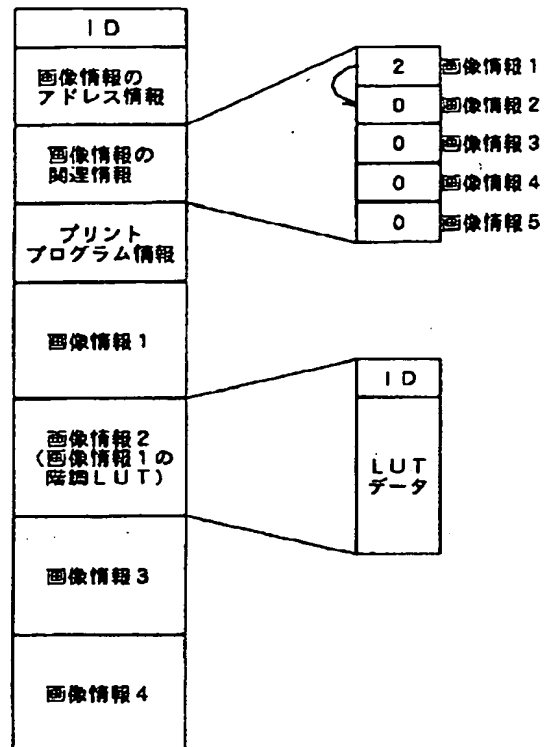 ID
画像情報の
アドレス情報
画像情報の
関連情報
プリント
プログラム情報
画像情報1
画像情報2
(画像情報1の
階調LUT)
画像情報3
画像情報4
2 画像情報1
0 画像情報2
0 画像情報3
0 画像情報4
0 画像情報5
ID
LUT
データ